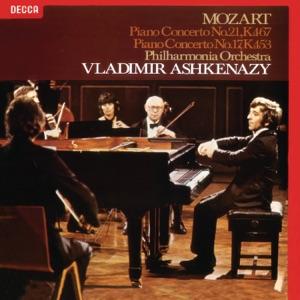 DECCA
MOZART
Piano Concerto No.21,K.467
Piano Concerto No.17 K.453
Philharmonia Orchestra
VLADIMIR ASHKENAZY